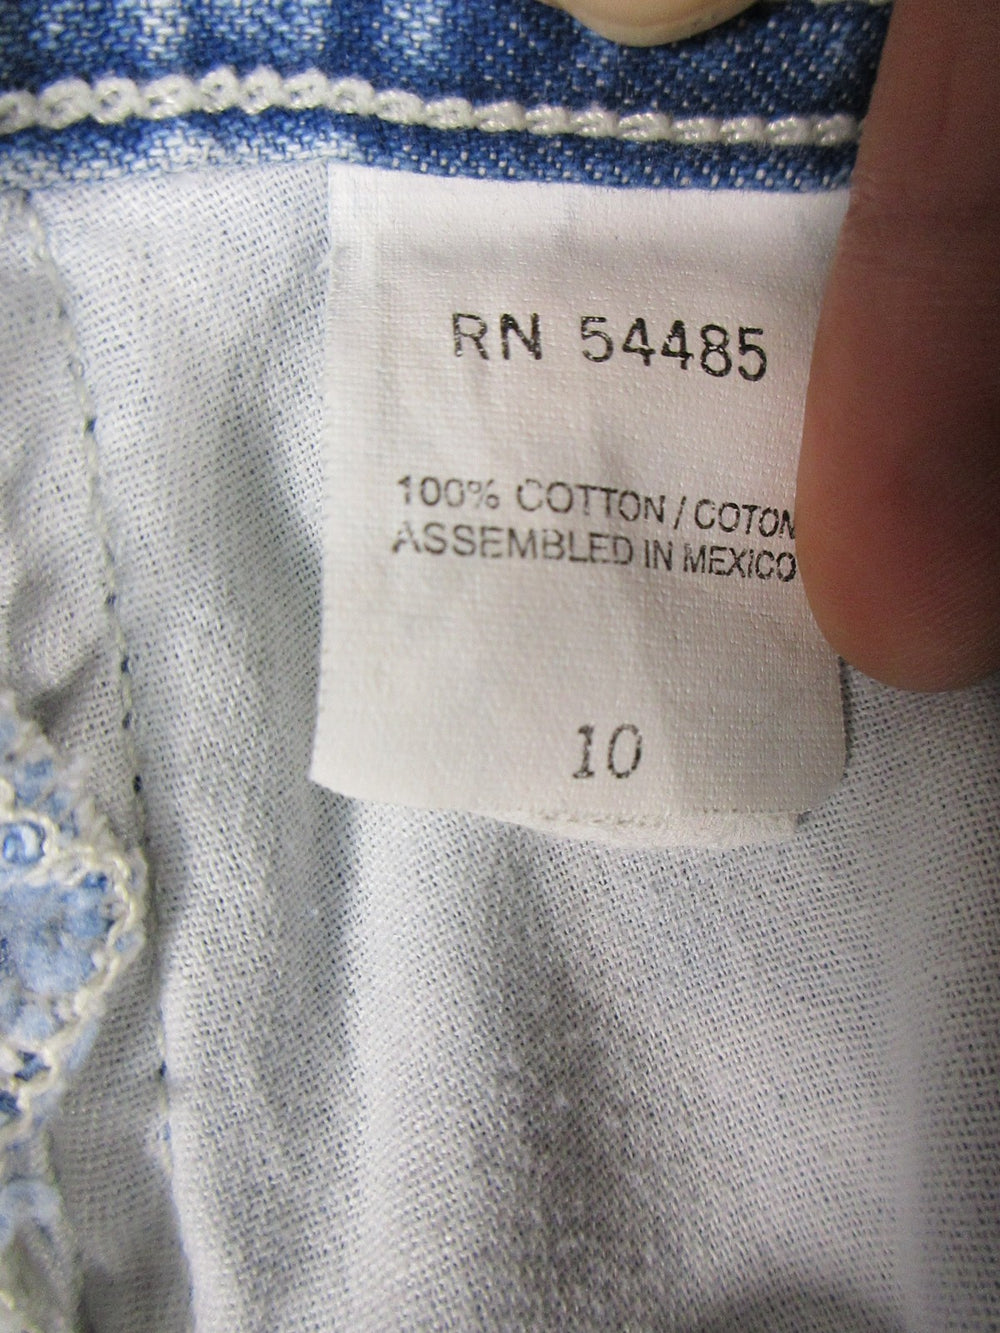 RN 54485
100% COTTON / COTON
ASSEMBLED IN MEXICO
10